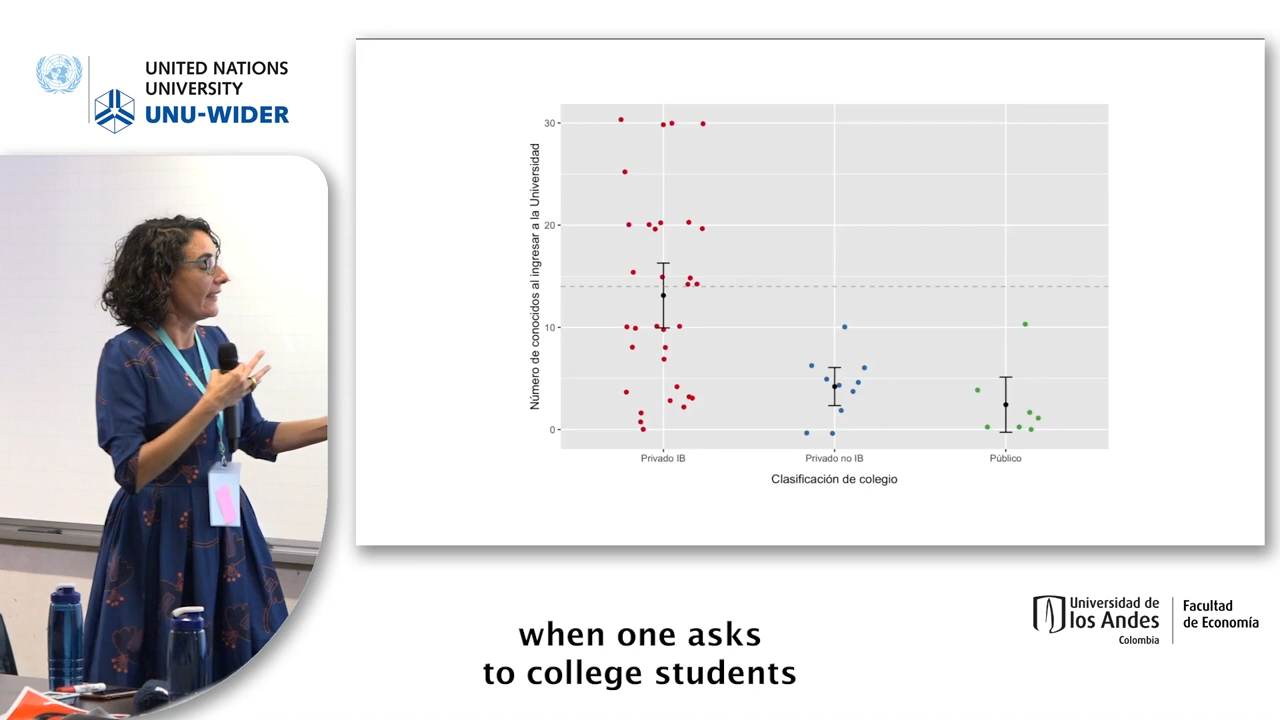 UNITED NATIONS
UNIVERSITY
UNU-WIDER
Número de conocidos al ingresar a la Universidad
30
20
10
0
Privado IB
Privado no IB
Público
Clasificación de colegio
when one asks
to college students
Universidad de
los Andes
Colombia
Facultad
de Economía